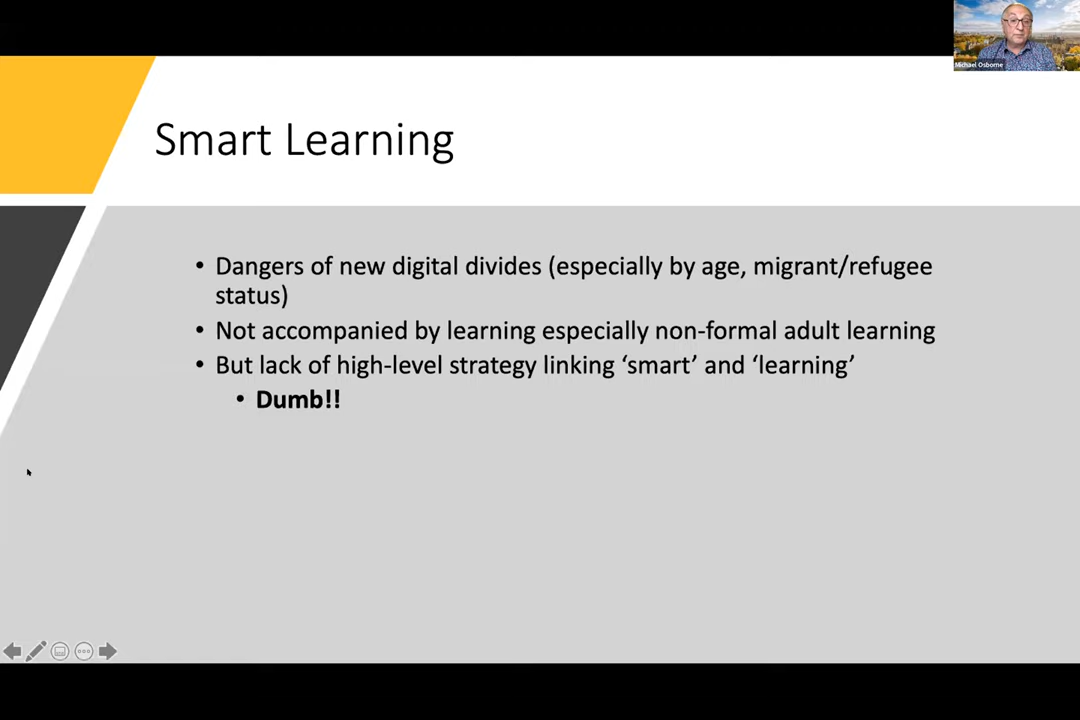 Michael Osborne
Smart Learning
• Dangers of new digital divides (especially by age, migrant/refugee
status)
• Not accompanied by learning especially non-formal adult learning
• But lack of high-level strategy linking ‘smart’ and ‘learning’
• Dumb!!